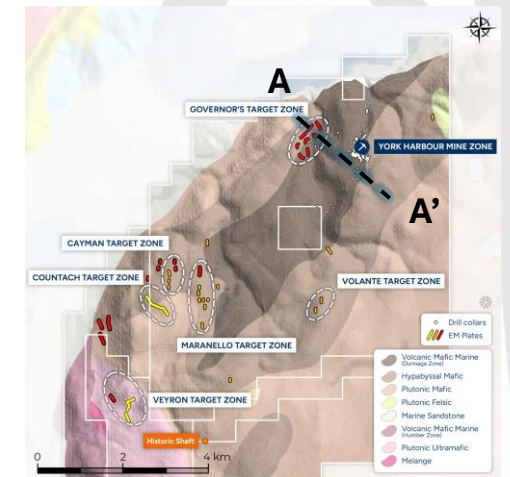 A
GOVERNOR'S TARGET ZONE
YORK HARBOUR MINE ZONE
A'
CAYMAN TARGET ZONE
COUNTACH TARGET ZONE
VOLANTE TARGET ZONE
MARANELLO TARGET ZONE
VEYRON TARGET ZONE
Historic Shaft
0 2 4 km
Drill collars
EM Plates
Volcanic Mafic Marine
(Dunnage Zone)
Hypabyssal Mafic
Plutonic Mafic
Plutonic Felsic
Marine Sandstone
Volcanic Mafic Marine
(Humber Zone)
Plutonic Ultramafic
Melange